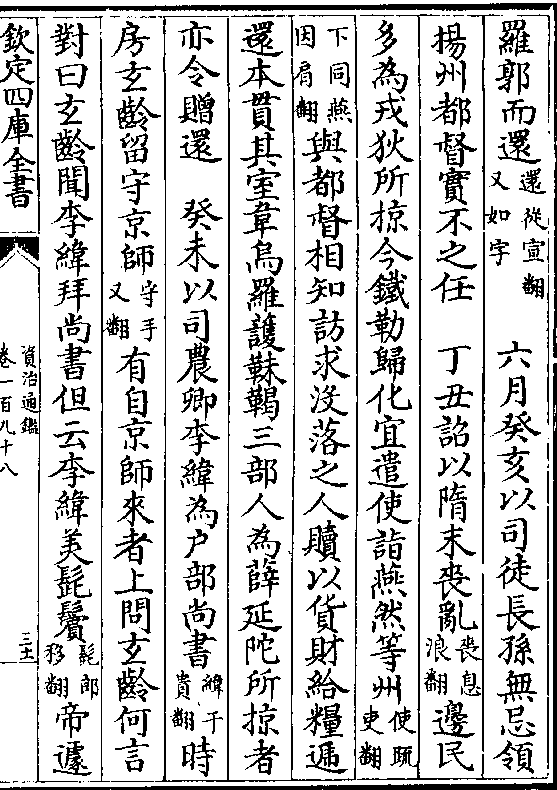 羅郭而還還從宣翻又如字　六月癸亥以司徒長孫無忌領
揚州都督實不之任　丁丑詔以隋末喪亂喪息浪翻邊民
多為戎狄所掠今鐵勒歸化宜遣使詣燕然等州使疏吏翻
下同燕因肩翻與都督相知訪求沒落之人贖以貨財給糧遞
還本貫其室韋烏羅護靺鞨三部人為薛延陀所掠者
亦令贖還　癸未以司農卿李緯為户部尚書緯于貴翻時
房玄齡留守京師守手又翻有自京師來者上問玄齡何言
對曰玄齡聞李緯拜尚書但云李緯美髭鬢髭即移翻帝遽
欽定四庫全書
資治通鑑
卷一百九十八